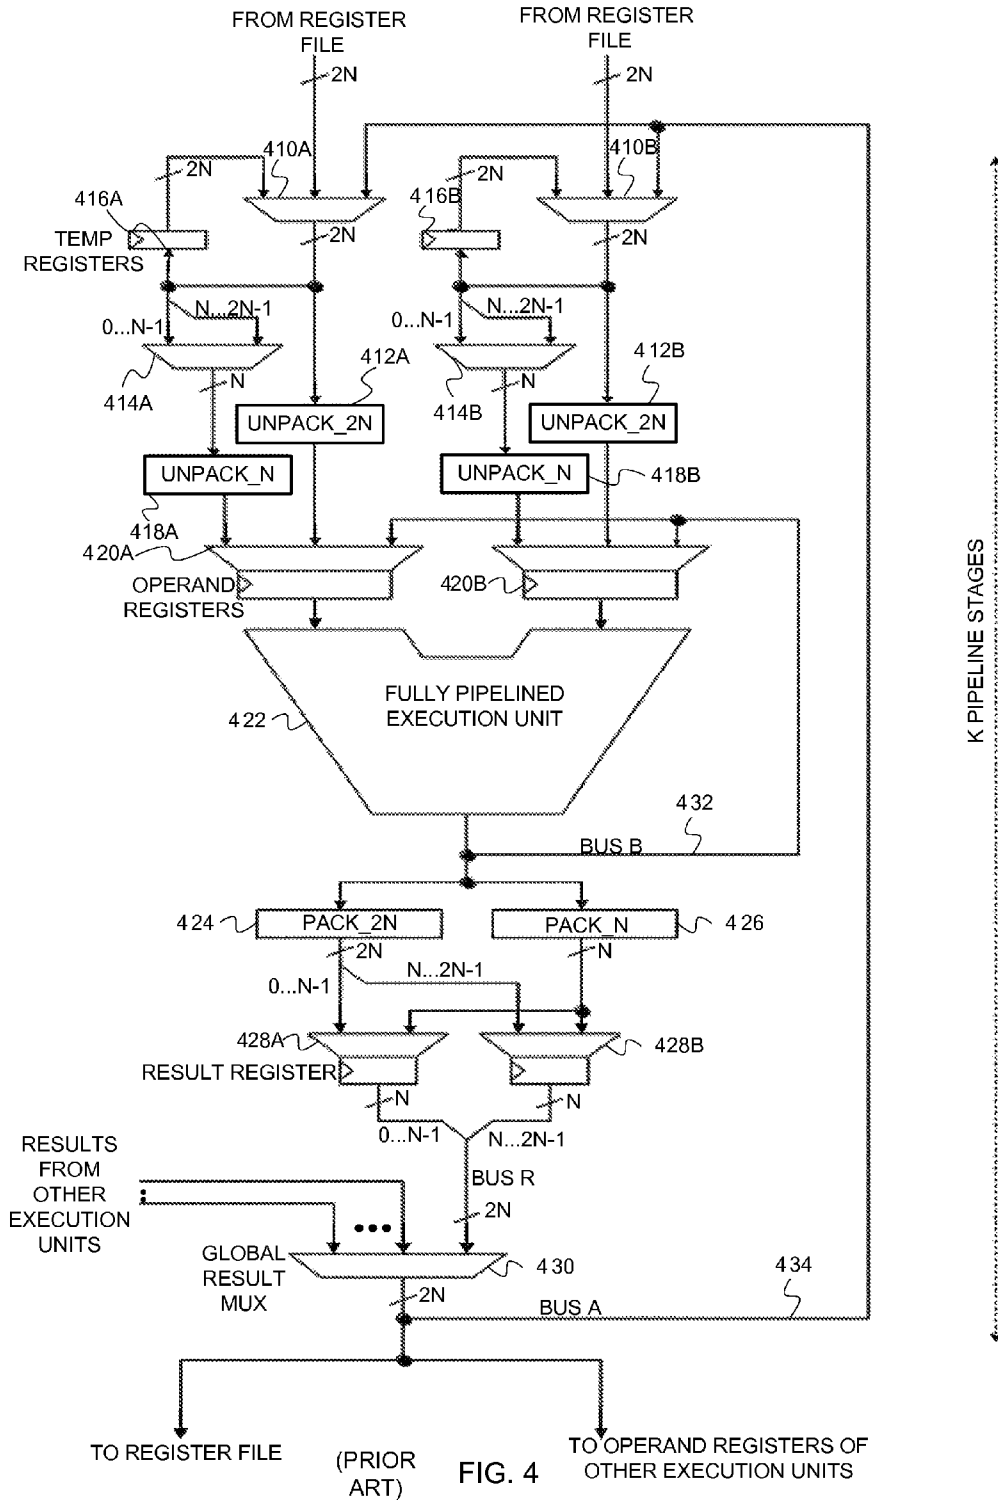 FROM REGISTER
FILE
FROM REGISTER
FILE
2N
2N
410A
410B
2N
2N
416A
416B
TEMP
REGISTERS
2N
2N
N...2N-1
N...2N-1
0...N-1
0...N-1
412A
412B
414A
N
414B
N
UNPACK_2N
UNPACK_2N
UNPACK_N
UNPACK_N
418A
418B
420A
OPERAND
REGISTERS
420B
FULLY PIPELINED
EXECUTION UNIT
422
K PIPELINE STAGES
432
BUS B
424
PACK_2N
PACK_N
426
2N
N
0...N-1
N...2N-1
428A
428B
RESULT REGISTER
N
N
0...N-1
N...2N-1
RESULTS
FROM
OTHER
EXECUTION
UNITS
BUS R
2N
GLOBAL
RESULT
MUX
430
434
2N
BUS A
TO REGISTER FILE
TO OPERAND REGISTERS OF
OTHER EXECUTION UNITS
(PRIOR
ART)
FIG. 4